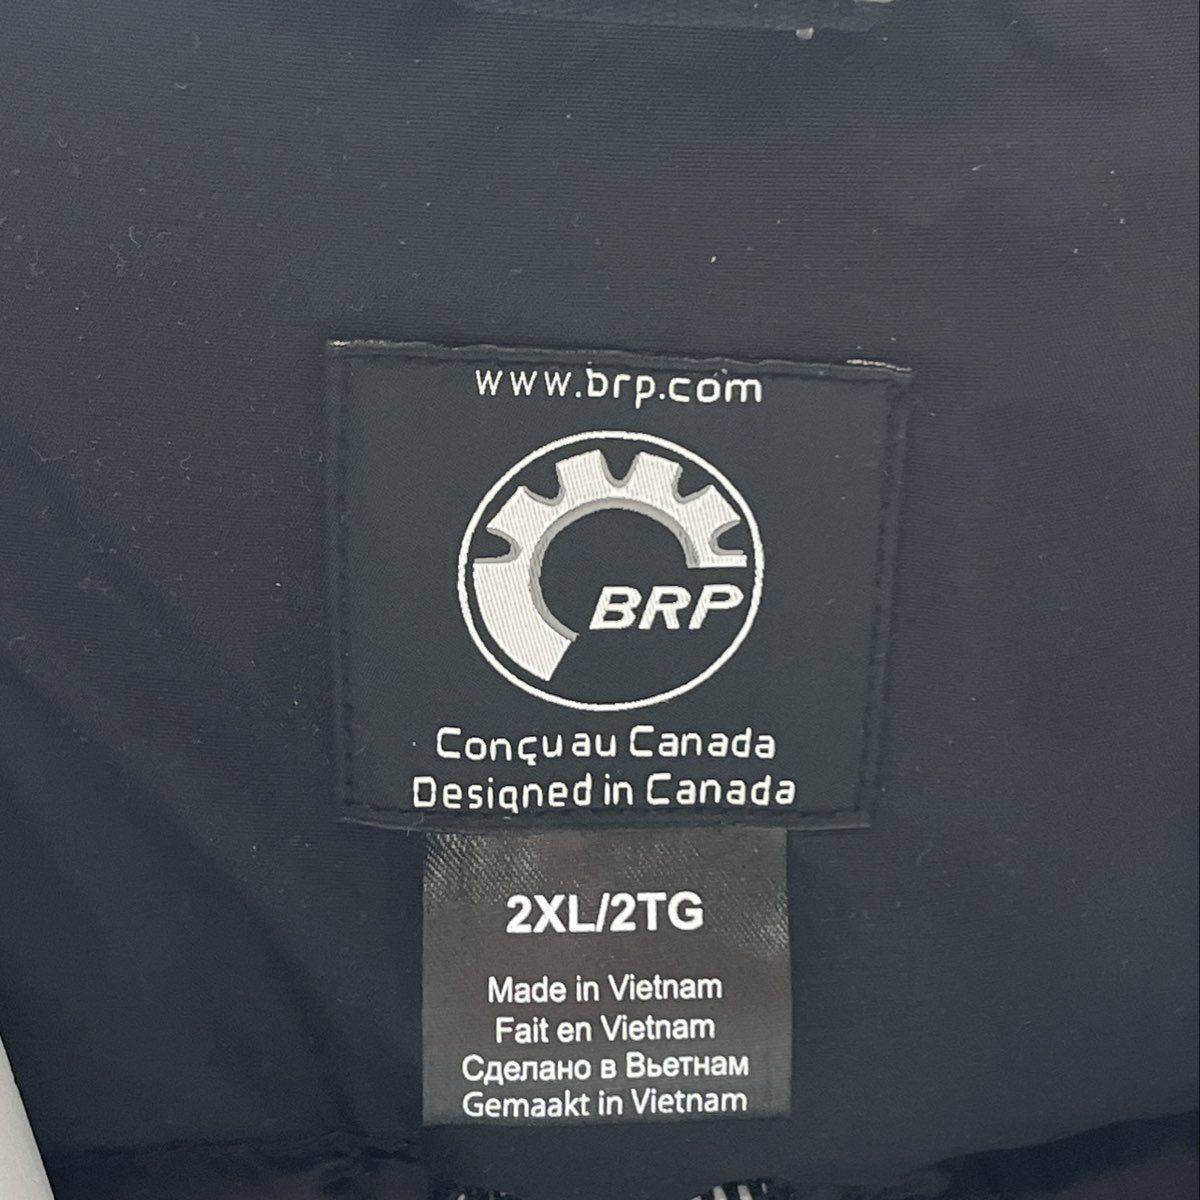 www.brp.com
BRP
Conçu au Canada
Designed in Canada
2XL/2TG
Made in Vietnam
Fait en Vietnam
Сделано в Вьетнам
Gemaakt in Vietnam